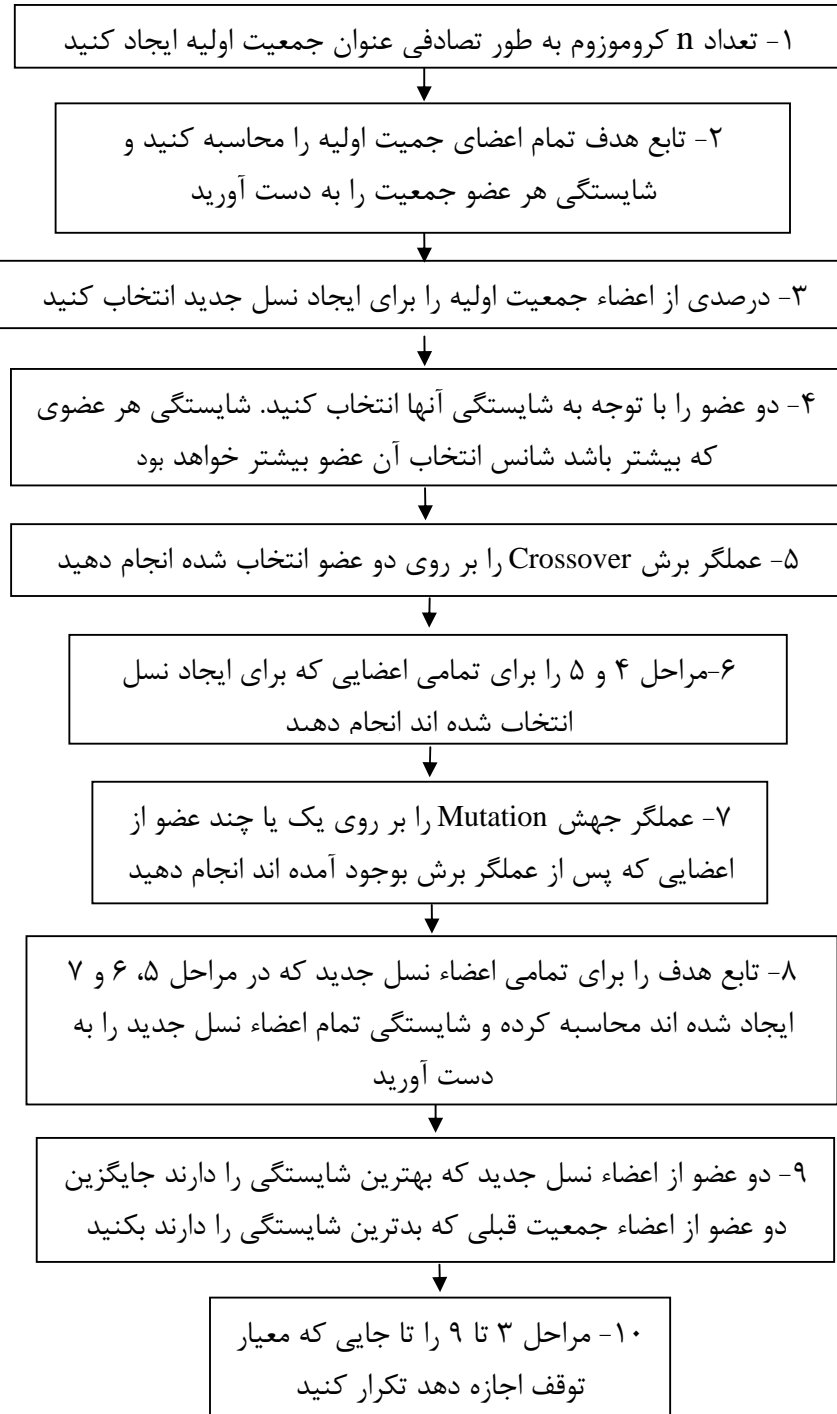 ۱- تعداد n کروموزوم به طور تصادفی عنوان جمعیت اولیه ایجاد کنید
۲- تابع هدف تمام اعضای جمیت اولیه را محاسبه کنید و
شایستگی هر عضو جمعیت را به دست آورید
۳- درصدی از اعضاء جمعیت اولیه را برای ایجاد نسل جدید انتخاب کنید
۴- دو عضو را با توجه به شایستگی آنها انتخاب کنید. شایستگی هر عضوی
که بیشتر باشد شانس انتخاب آن عضو بیشتر خواهد بود
۵- عملگر برش Crossover را بر روی دو عضو انتخاب شده انجام دهید
۶-مراحل ۴ و ۵ را برای تمامی اعضایی که برای ایجاد نسل
انتخاب شده اند انجام دهید
۷- عملگر جهش Mutation را بر روی یک یا چند عضو از
اعضایی که پس از عملگر برش بوجود آمده اند انجام دهید
۸- تابع هدف را برای تمامی اعضاء نسل جدید که در مراحل ۵، ۶ و ۷
ایجاد شده اند محاسبه کرده و شایستگی تمام اعضاء نسل جدید را به
دست آورید
۹- دو عضو از اعضاء نسل جدید که بهترین شایستگی را دارند جایگزین
دو عضو از اعضاء جمعیت قبلی که بدترین شایستگی را دارند بکنید
۱۰- مراحل ۳ تا ۹ را تا جایی که معیار
توقف اجازه دهد تکرار کنید